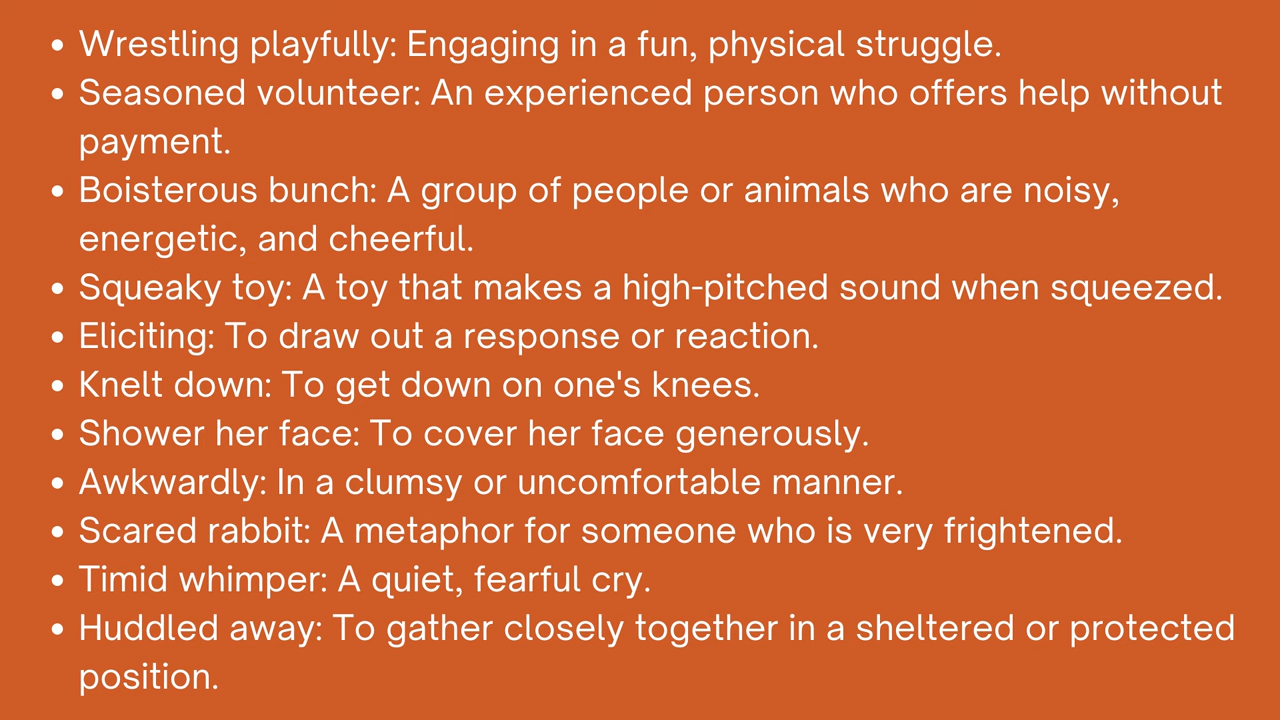 • Wrestling playfully: Engaging in a fun, physical struggle.
• Seasoned volunteer: An experienced person who offers help without
payment.
• Boisterous bunch: A group of people or animals who are noisy,
energetic, and cheerful.
• Squeaky toy: A toy that makes a high-pitched sound when squeezed.
• Eliciting: To draw out a response or reaction.
• Knelt down: To get down on one's knees.
• Shower her face: To cover her face generously.
• Awkwardly: In a clumsy or uncomfortable manner.
• Scared rabbit: A metaphor for someone who is very frightened.
• Timid whimper: A quiet, fearful cry.
• Huddled away: To gather closely together in a sheltered or protected
position.